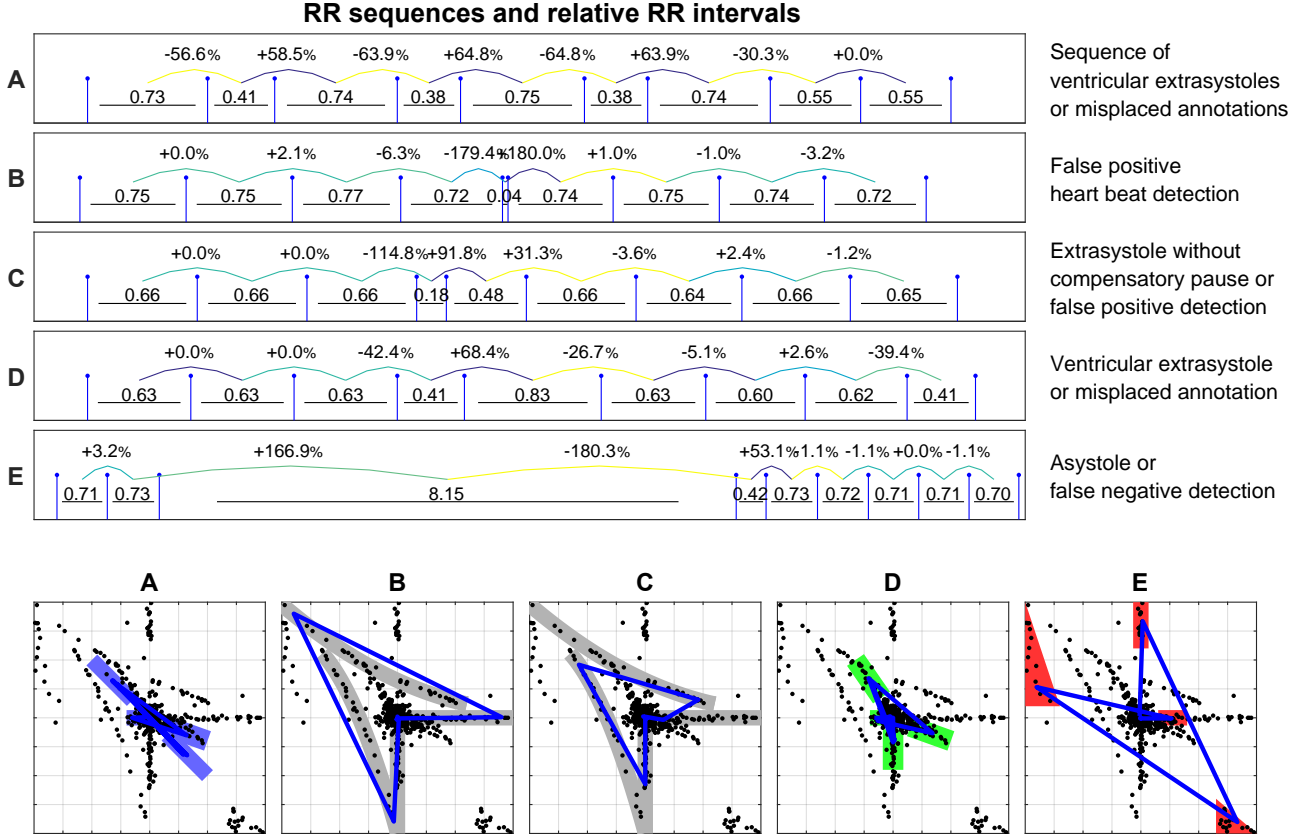 RR sequences and relative RR intervals
A
-56.6% +58.5% -63.9% +64.8% -64.8% +63.9% -30.3% +0.0%
0.73 0.41 0.74 0.38 0.75 0.38 0.74 0.55 0.55
Sequence of
ventricular extrasystoles
or misplaced annotations
B
+0.0% +2.1% -6.3% -179.4% +180.0% +1.0% -1.0% -3.2%
0.75 0.75 0.77 0.72 0.04 0.74 0.75 0.74 0.72
False positive
heart beat detection
C
+0.0% +0.0% -114.8% +91.8% +31.3% -3.6% +2.4% -1.2%
0.66 0.66 0.66 0.18 0.48 0.66 0.64 0.66 0.65
Extrasystole without
compensatory pause or
false positive detection
D
+0.0% +0.0% -42.4% +68.4% -26.7% -5.1% +2.6% -39.4%
0.63 0.63 0.63 0.41 0.83 0.63 0.60 0.62 0.41
Ventricular extrasystole
or misplaced annotation
E
+3.2% +166.9% -180.3% +53.1% -1.1% -1.1% +0.0% -1.1%
0.71 0.73 8.15 0.42 0.73 0.72 0.71 0.71 0.70
Asystole or
false negative detection
A B C D E